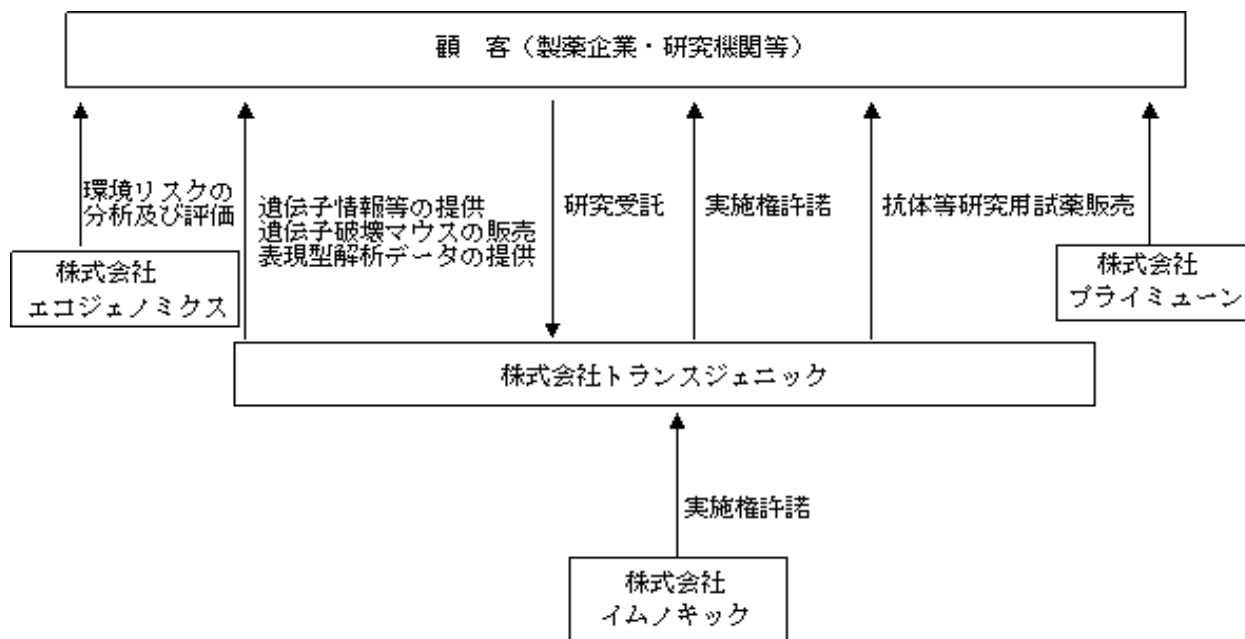 顧　客（製薬企業・研究機関等）
環境リスクの
分析及び評価
遺伝子情報等の提供
遺伝子破壊マウスの販売
表現型解析データの提供
研究受託
実施権許諾
抗体等研究用試薬販売
株式会社
エコジェノミクス
株式会社
プライミューン
株式会社トランスジェニック
実施権許諾
株式会社
イムノキック